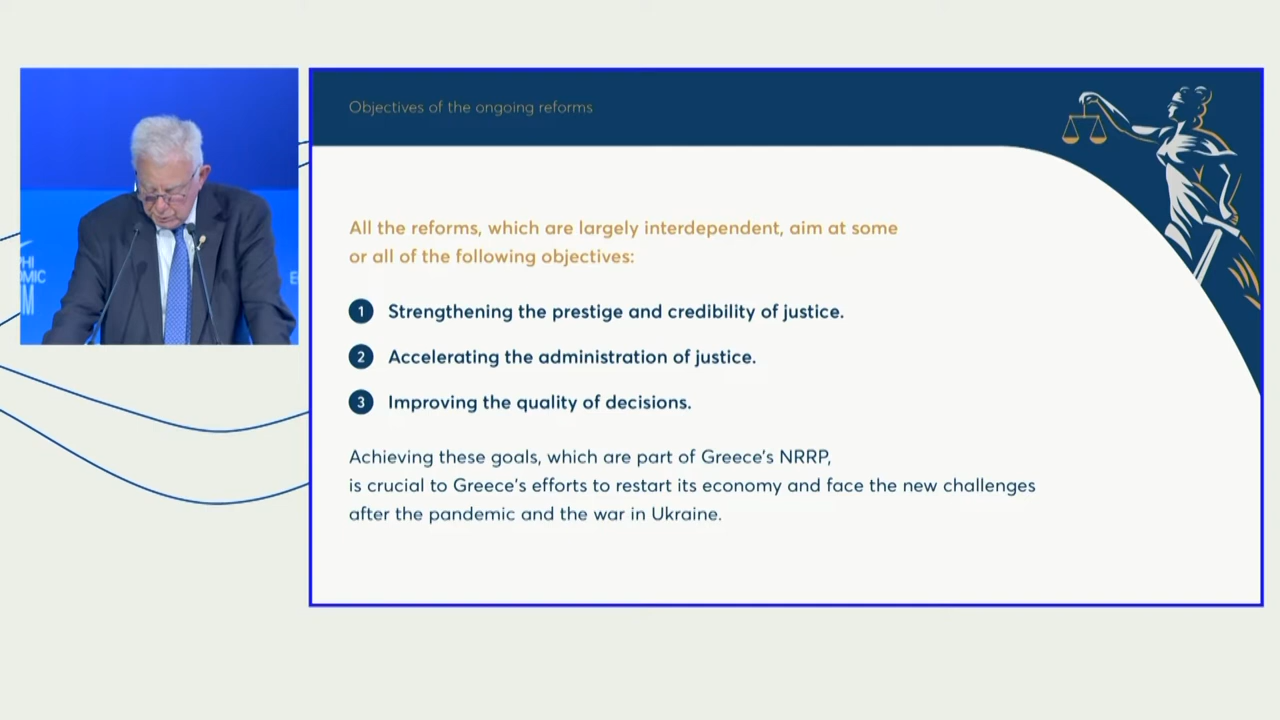 Objectives of the ongoing reforms
All the reforms, which are largely interdependent, aim at some
or all of the following objectives:
1 Strengthening the prestige and credibility of justice.
2 Accelerating the administration of justice.
3 Improving the quality of decisions.
Achieving these goals, which are part of Greece's NRRP,
is crucial to Greece's efforts to restart its economy and face the new challenges
after the pandemic and the war in Ukraine.
PHI
OMIC
M
E